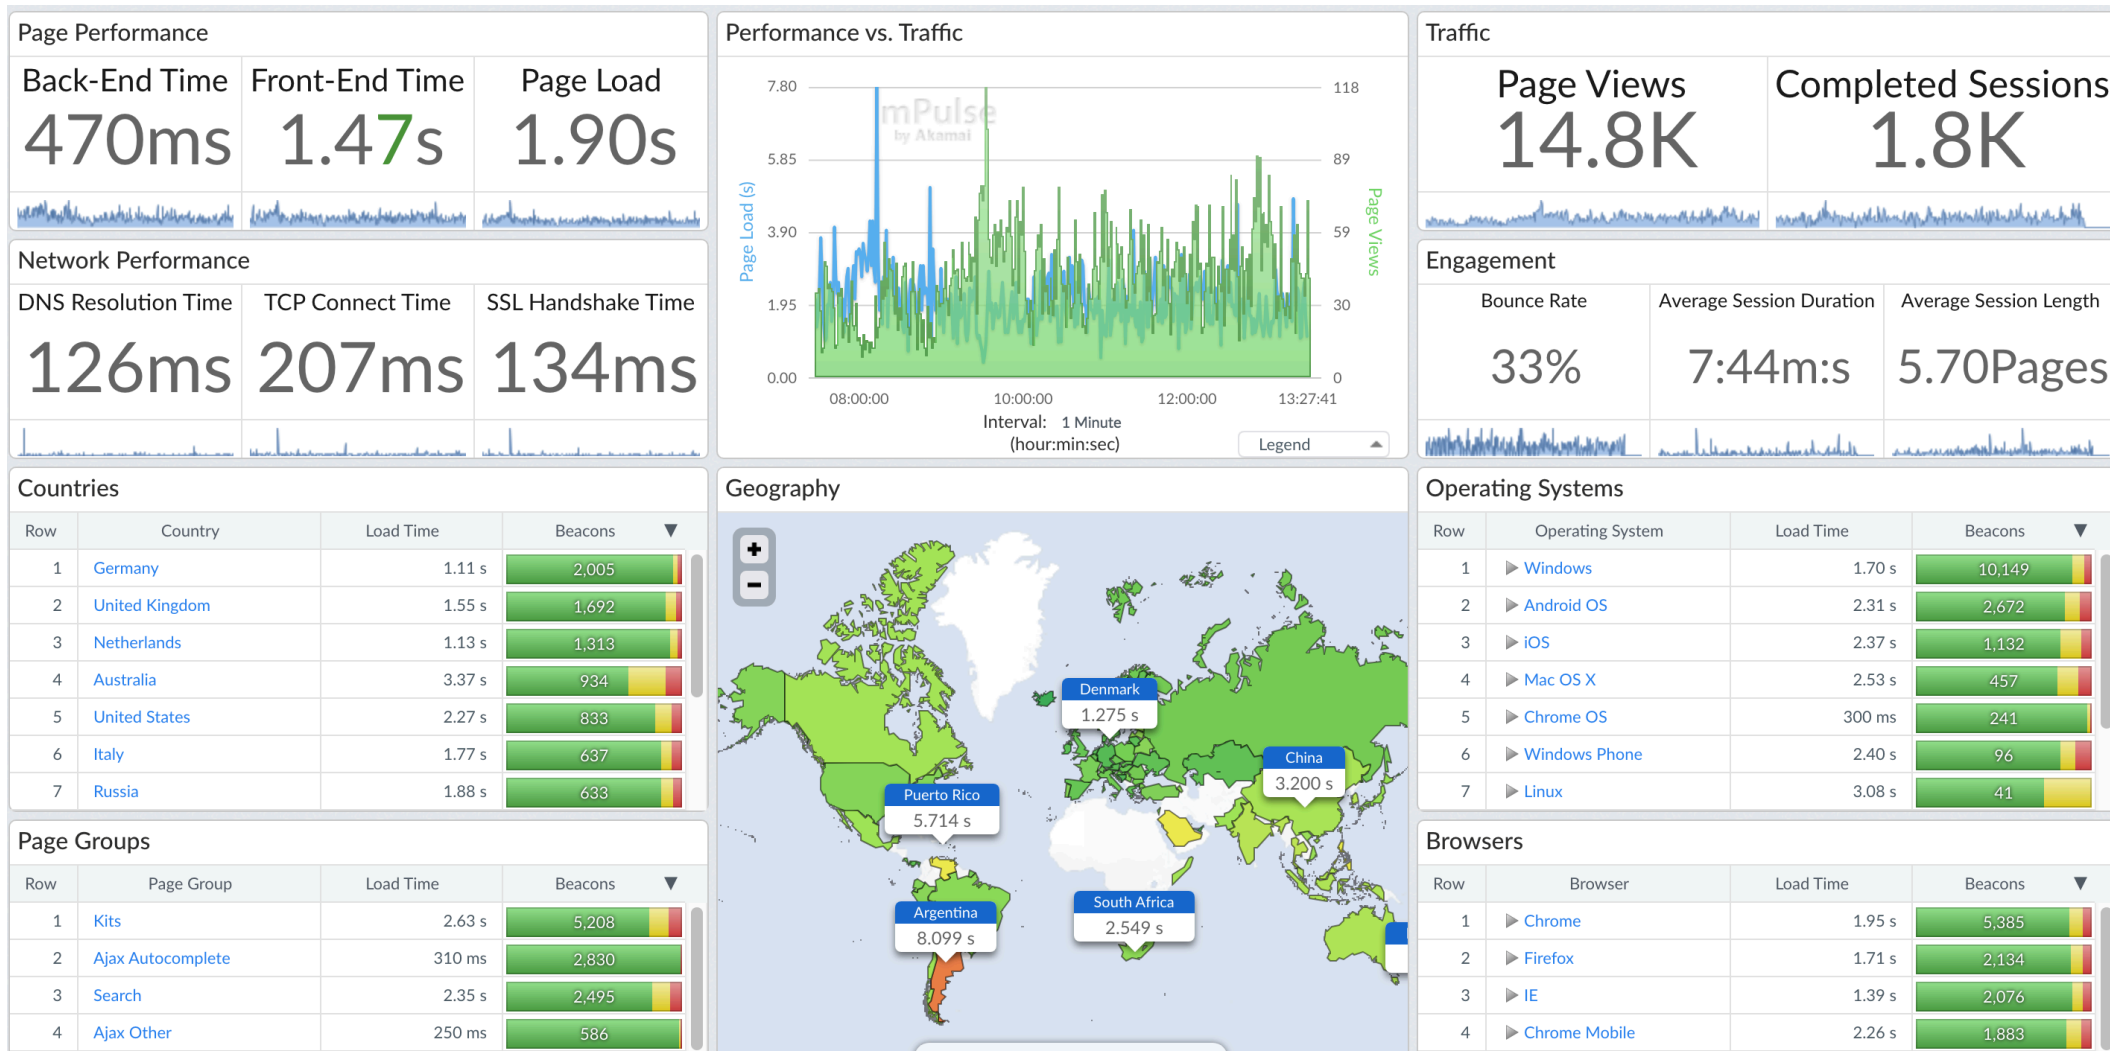 Page Performance
Back-End Time
470ms
Front-End Time
1.47s
Page Load
1.90s
Network Performance
DNS Resolution Time
126ms
TCP Connect Time
207ms
SSL Handshake Time
134ms
Performance vs. Traffic
mPulse
by Akamai
Page Load (s)
7.80
5.85
3.90
1.95
0.00
Page Views
118
89
59
30
0
08:00:00 10:00:00 12:00:00 13:27:41
Interval: 1 Minute
(hour:min:sec)
Legend
Traffic
Page Views
14.8K
Completed Sessions
1.8K
Engagement
Bounce Rate
33%
Average Session Duration
7:44m:s
Average Session Length
5.70Pages
Countries
Row Country Load Time Beacons ▼
1 Germany 1.11 s 2,005
2 United Kingdom 1.55 s 1,692
3 Netherlands 1.13 s 1,313
4 Australia 3.37 s 934
5 United States 2.27 s 833
6 Italy 1.77 s 637
7 Russia 1.88 s 633
Geography
+
−
Denmark
1.275 s
China
3.200 s
Puerto Rico
5.714 s
South Africa
2.549 s
Argentina
8.099 s
Operating Systems
Row Operating System Load Time Beacons ▼
1 Windows 1.70 s 10,149
2 Android OS 2.31 s 2,672
3 iOS 2.37 s 1,132
4 Mac OS X 2.53 s 457
5 Chrome OS 300 ms 241
6 Windows Phone 2.40 s 96
7 Linux 3.08 s 41
Page Groups
Row Page Group Load Time Beacons ▼
1 Kits 2.63 s 5,208
2 Ajax Autocomplete 310 ms 2,830
3 Search 2.35 s 2,495
4 Ajax Other 250 ms 586
Browsers
Row Browser Load Time Beacons ▼
1 Chrome 1.95 s 5,385
2 Firefox 1.71 s 2,134
3 IE 1.39 s 2,076
4 Chrome Mobile 2.26 s 1,883